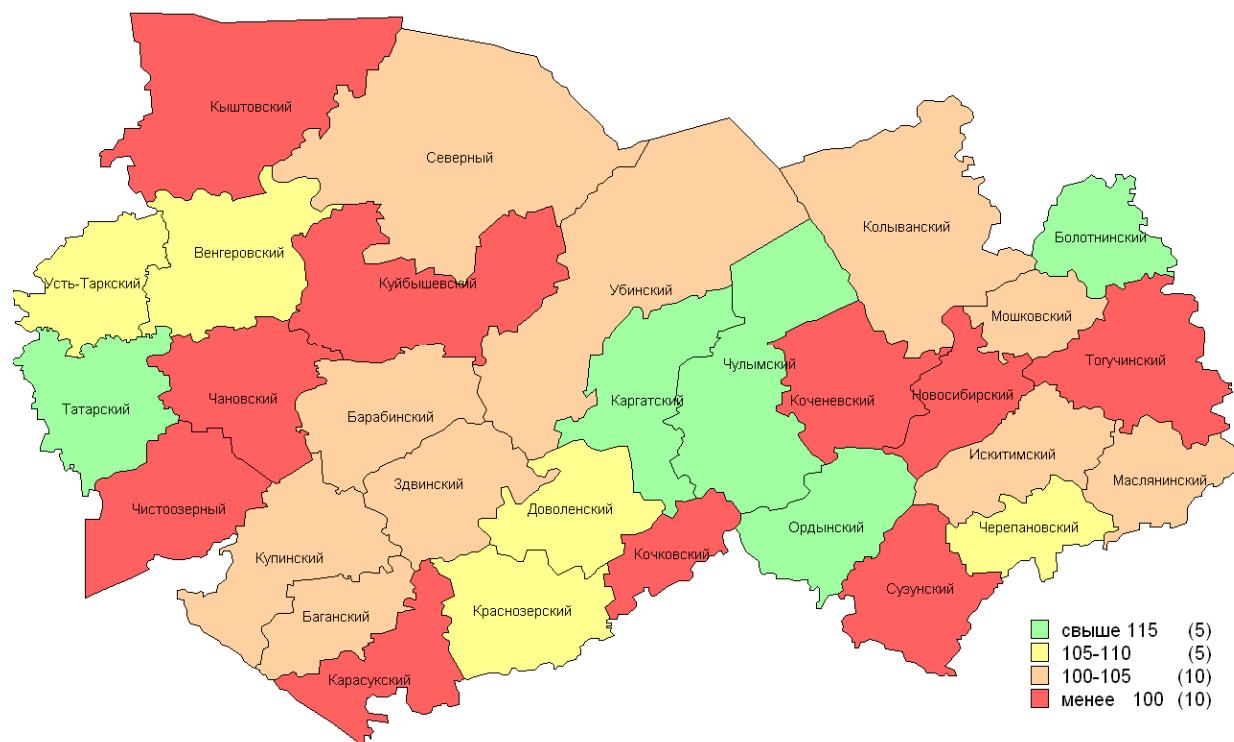 Кыштовский
Северный
Колыванский
Болотнинский
Венгеровский
Усть-Таркский
Куйбышевский
Убинский
Мошковский
Тогучинский
Чулымский
Татарский
Чановский
Барабинский
Каргатский
Коченевский
Новосибирский
Искитимский
Маслянинский
Здвинский
Чистоозерный
Доволенский
Ордынский
Черепановский
Кочковский
Купинский
Сузунский
Баганский
Краснозерский
Карасукский
свыше 115 (5)
105-110 (5)
100-105 (10)
менее 100 (10)